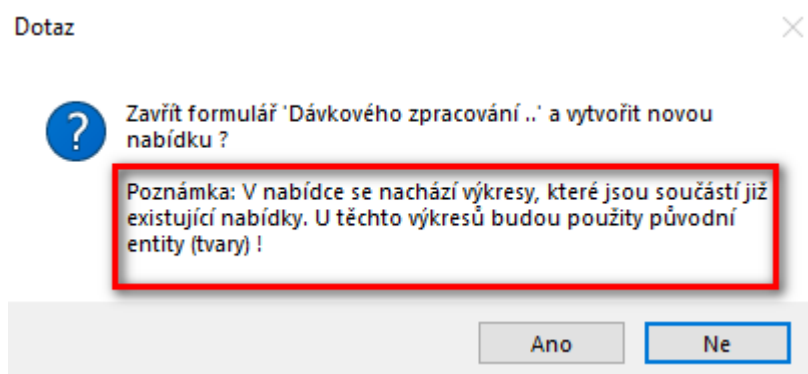 Dotaz
Zavřít formulář 'Dávkového zpracování ..' a vytvořit novou
nabídku ?
Poznámka: V nabídce se nachází výkresy, které jsou součástí již
existující nabídky. U těchto výkresů budou použity původní
entity (tvary) !
Ano
Ne